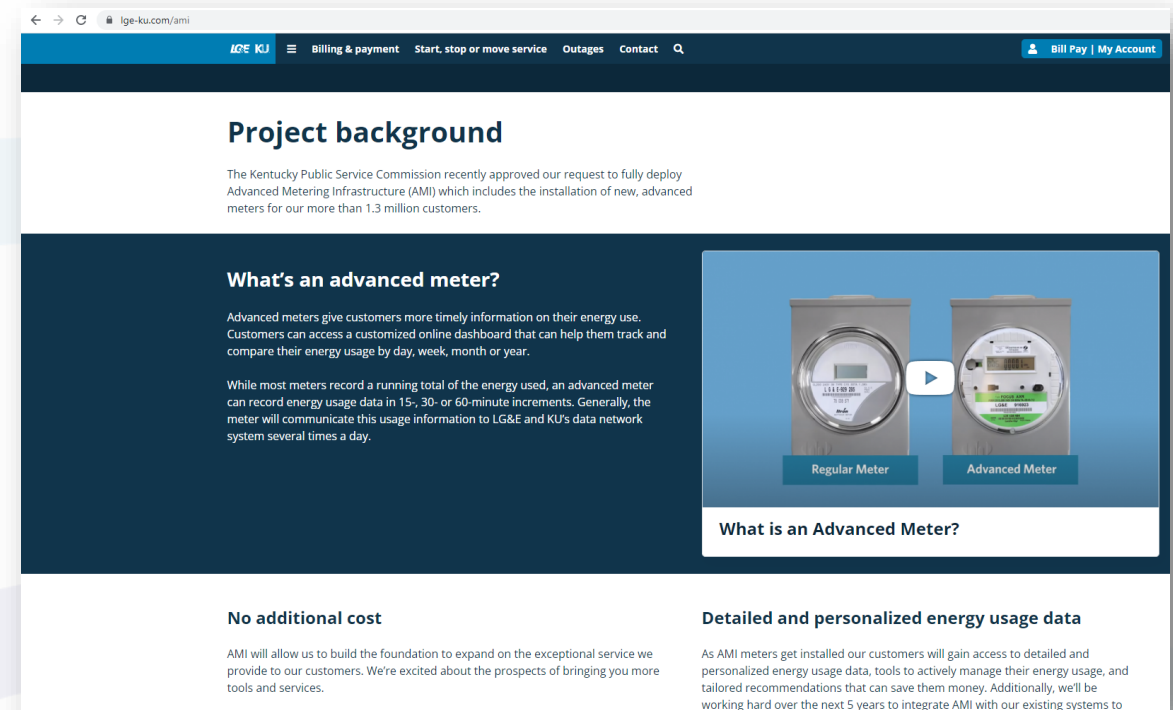 lge-ku.com/ami
LGE KU Billing & payment Start, stop or move service Outages Contact Bill Pay | My Account
Project background
The Kentucky Public Service Commission recently approved our request to fully deploy
Advanced Metering Infrastructure (AMI) which includes the installation of new, advanced
meters for our more than 1.3 million customers.
What's an advanced meter?
Advanced meters give customers more timely information on their energy use.
Customers can access a customized online dashboard that can help them track and
compare their energy usage by day, week, month or year.
While most meters record a running total of the energy used, an advanced meter
can record energy usage data in 15-, 30- or 60-minute increments. Generally, the
meter will communicate this usage information to LG&E and KU's data network
system several times a day.
Regular Meter
Advanced Meter
What is an Advanced Meter?
No additional cost
AMI will allow us to build the foundation to expand on the exceptional service we
provide to our customers. We're excited about the prospects of bringing you more
tools and services.
Detailed and personalized energy usage data
As AMI meters get installed our customers will gain access to detailed and
personalized energy usage data, tools to actively manage their energy usage, and
tailored recommendations that can save them money. Additionally, we'll be
working hard over the next 5 years to integrate AMI with our existing systems to